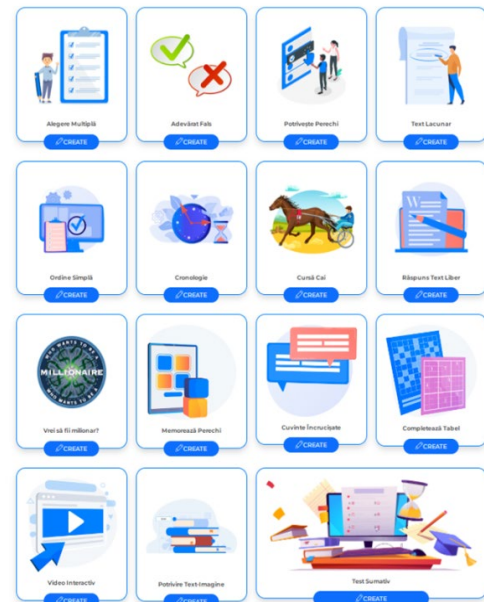 Alegere Multiplă
CREATE
Adevărat Fals
CREATE
Potrivește Perechi
CREATE
Text Lacunar
CREATE
Ordine Simplă
CREATE
Cronologie
CREATE
Cursă Cai
CREATE
Răspuns Text Liber
CREATE
WHO WANTS TO BE A
MILLIONAIRE
WHO WANTS TO BE A
Vrei să fii milionar?
CREATE
Memorează Perechi
CREATE
Cuvinte Încrucișate
CREATE
Completează Tabel
CREATE
Video Interactiv
CREATE
Potrivire Text-Imagine
CREATE
Test Sumativ
CREATE